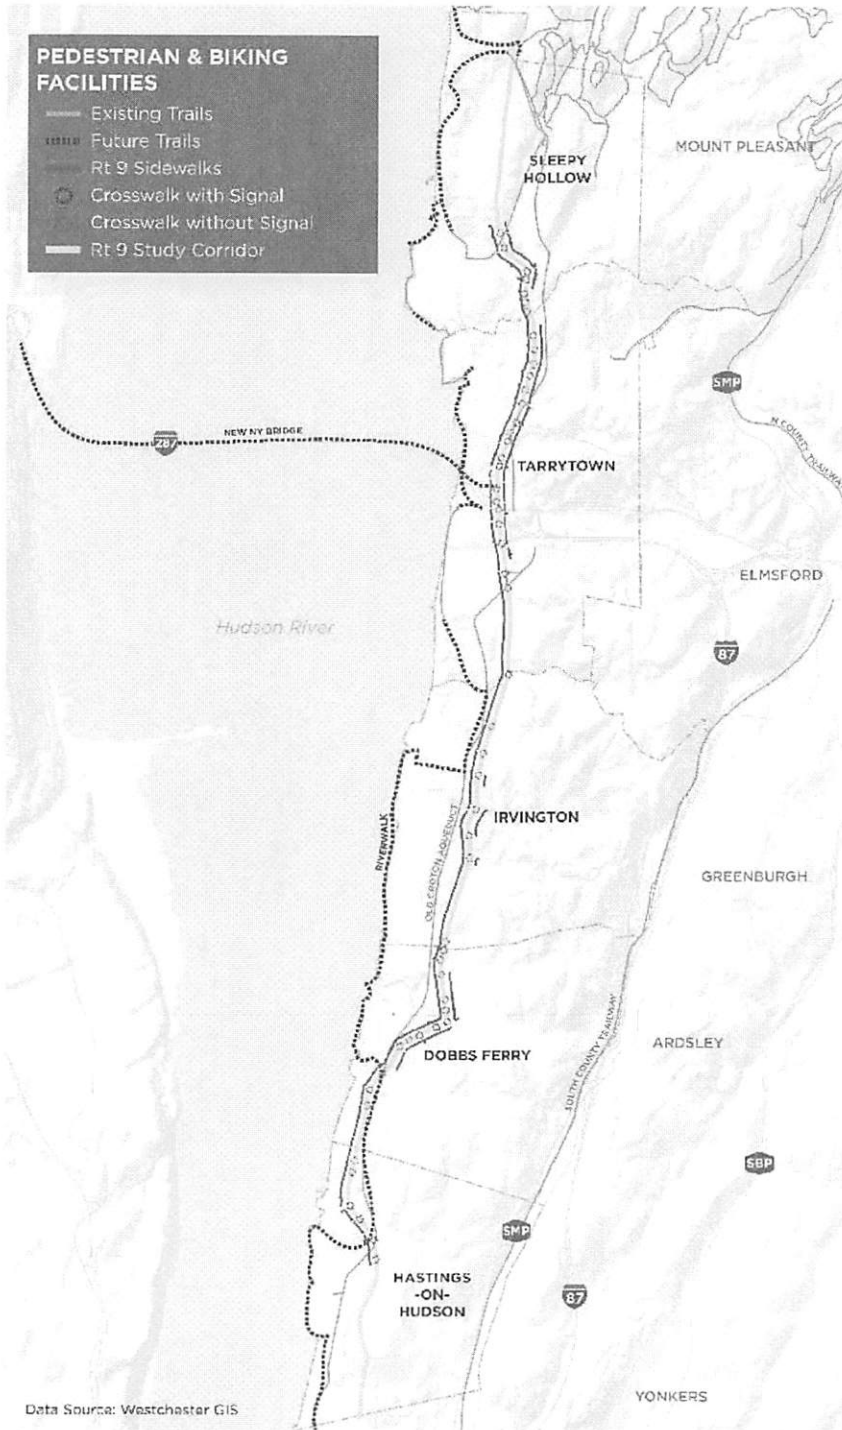 PEDESTRIAN & BIKING
FACILITIES
Existing Trails
Future Trails
Rt 9 Sidewalks
Crosswalk with Signal
Crosswalk without Signal
Rt 9 Study Corridor
SLEEPY
HOLLOW
MOUNT PLEASANT
SMP
N COUNTY TRAILWAY
287
NEW NY BRIDGE
TARRYTOWN
ELMSFORD
Hudson River
87
RIVERWALK
OLD CROTON AQUEDUCT
IRVINGTON
GREENBURGH
SOUTH COUNTY TRAILWAY
ARDSLEY
DOBBS FERRY
SBP
SMP
HASTINGS
-ON-
HUDSON
87
YONKERS
Data Source: Westchester GIS